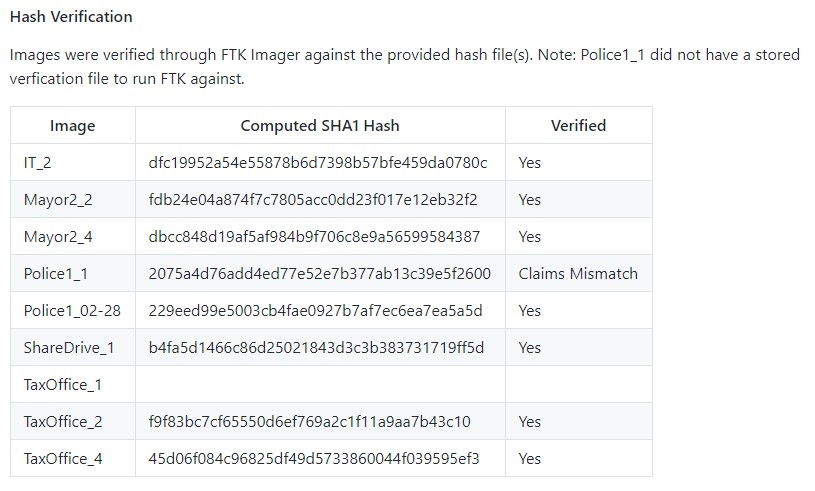 Hash Verification
Images were verified through FTK Imager against the provided hash file(s). Note: Police1_1 did not have a stored
verfication file to run FTK against.
Image Computed SHA1 Hash Verified
IT_2 dfc19952a54e55878b6d7398b57bfe459da0780c Yes
Mayor2_2 fdb24e04a874f7c7805acc0dd23f017e12eb32f2 Yes
Mayor2_4 dbcc848d19af5af984b9f706c8e9a56599584387 Yes
Police1_1 2075a4d76add4ed77e52e7b377ab13c39e5f2600 Claims Mismatch
Police1_02-28 229eed99e5003cb4fae0927b7af7ec6ea7ea5a5d Yes
ShareDrive_1 b4fa5d1466c86d25021843d3c3b383731719ff5d Yes
TaxOffice_1
TaxOffice_2 f9f83bc7cf65550d6ef769a2c1f11a9aa7b43c10 Yes
TaxOffice_4 45d06f084c96825df49d5733860044f039595ef3 Yes